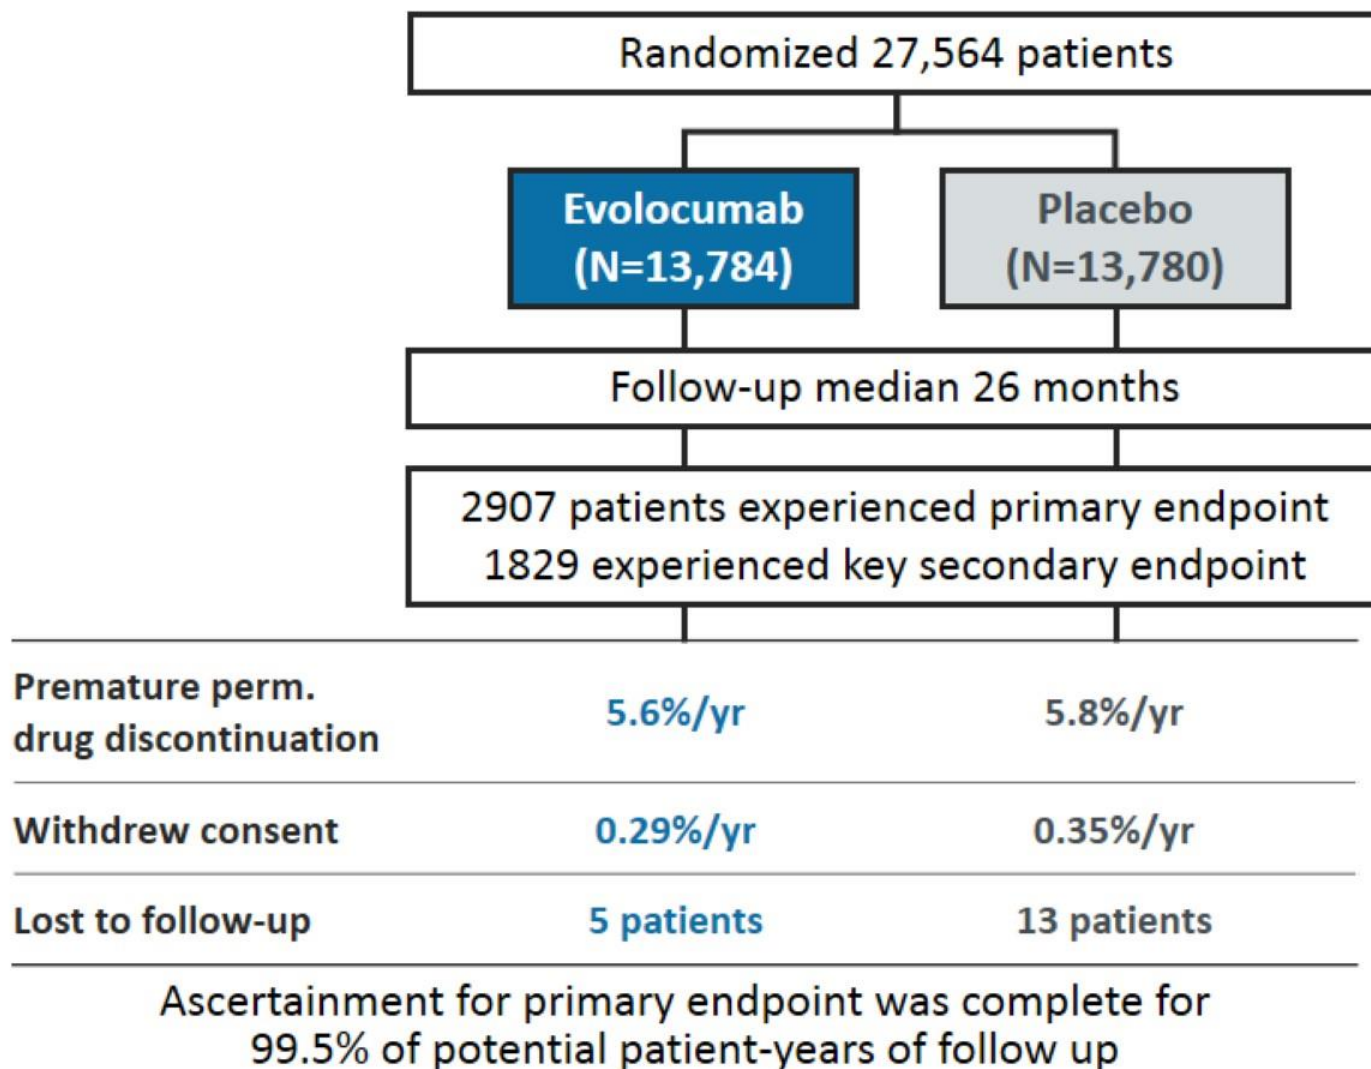 Randomized 27,564 patients
Evolocumab
(N=13,784)
Placebo
(N=13,780)
Follow-up median 26 months
2907 patients experienced primary endpoint
1829 experienced key secondary endpoint
Premature perm.
drug discontinuation
5.6%/yr
5.8%/yr
Withdrew consent
0.29%/yr
0.35%/yr
Lost to follow-up
5 patients
13 patients
Ascertainment for primary endpoint was complete for
99.5% of potential patient-years of follow up